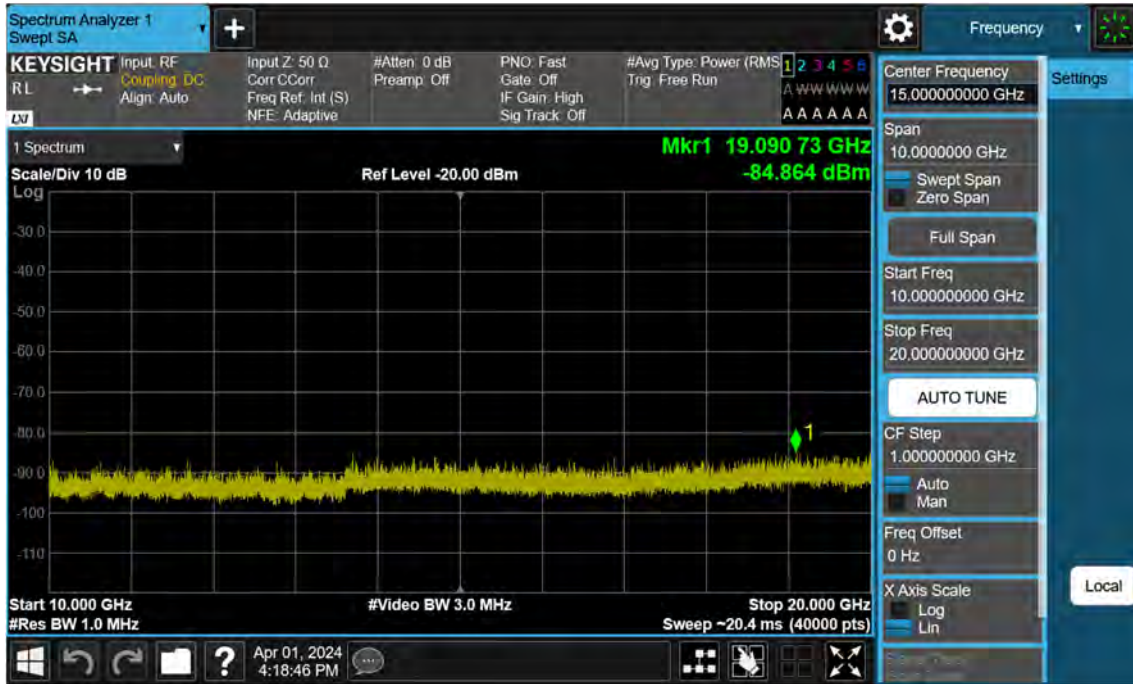 Spectrum Analyzer 1
Swept SA
+
Frequency
KEYSIGHT
RL
LXI
Input: RF
Coupling: DC
Align: Auto
Input Z: 50 Ω
Corr CCorr
Freq Ref: Int (S)
NFE: Adaptive
#Atten: 0 dB
Preamp: Off
PNO: Fast
Gate: Off
IF Gain: High
Sig Track: Off
#Avg Type: Power (RMS
Trig: Free Run
1 2 3 4 5 6
A W W W W W
A A A A A A
1 Spectrum
Scale/Div 10 dB
Ref Level -20.00 dBm
Mkr1 19.090 73 GHz
-84.864 dBm
Log
-30.0
-40.0
-50.0
-60.0
-70.0
-80.0
-90.0
-100
-110
1
Start 10.000 GHz
#Res BW 1.0 MHz
#Video BW 3.0 MHz
Stop 20.000 GHz
Sweep ~20.4 ms (40000 pts)
Center Frequency
15.000000000 GHz
Settings
Span
10.0000000 GHz
Swept Span
Zero Span
Full Span
Start Freq
10.000000000 GHz
Stop Freq
20.000000000 GHz
AUTO TUNE
CF Step
1.000000000 GHz
Auto
Man
Freq Offset
0 Hz
X Axis Scale
Log
Lin
Local
?
Apr 01, 2024
4:18:46 PM